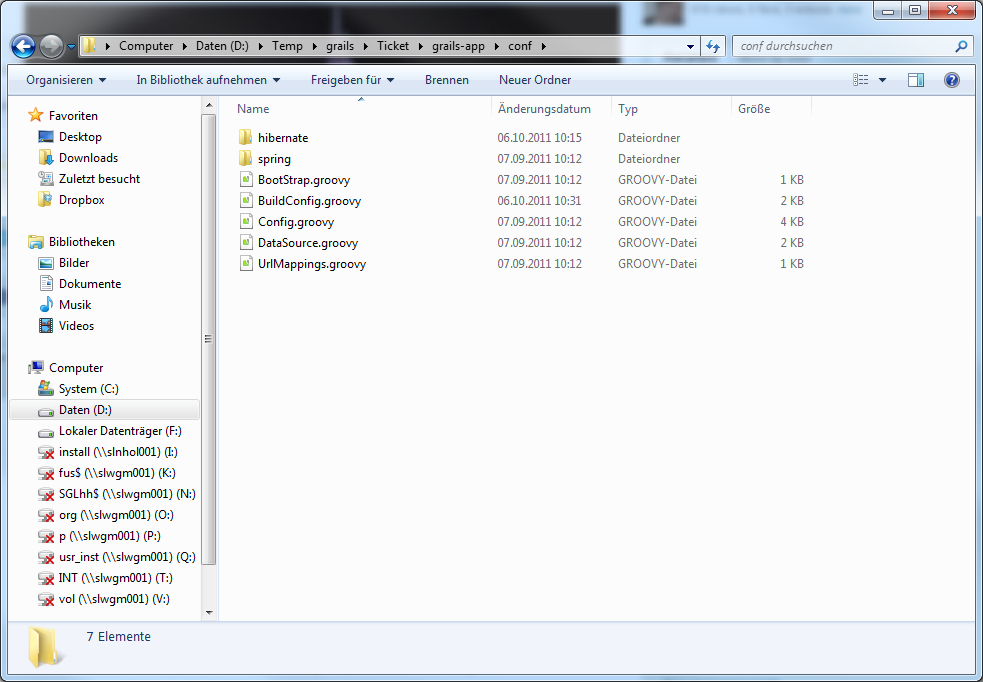 Computer Daten (D:) Temp grails Ticket grails-app conf
conf durchsuchen
Organisieren In Bibliothek aufnehmen Freigeben für Brennen Neuer Ordner
Favoriten
Desktop
Downloads
Zuletzt besucht
Dropbox
Bibliotheken
Bilder
Dokumente
Musik
Videos
Computer
System (C:)
Daten (D:)
Lokaler Datenträger (F:)
install (\\slnhol001) (I:)
fus$ (\\slwgm001) (K:)
SGLhh$ (\\slwgm001) (N:)
org (\\slwgm001) (O:)
p (\\slwgm001) (P:)
usr_inst (\\slwgm001) (Q:)
INT (\\slwgm001) (T:)
vol (\\slwgm001) (V:)
Name Änderungsdatum Typ Größe
hibernate 06.10.2011 10:15 Dateiordner
spring 07.09.2011 10:12 Dateiordner
BootStrap.groovy 07.09.2011 10:12 GROOVY-Datei 1 KB
BuildConfig.groovy 06.10.2011 10:31 GROOVY-Datei 2 KB
Config.groovy 07.09.2011 10:12 GROOVY-Datei 4 KB
DataSource.groovy 07.09.2011 10:12 GROOVY-Datei 2 KB
UrlMappings.groovy 07.09.2011 10:12 GROOVY-Datei 1 KB
7 Elemente